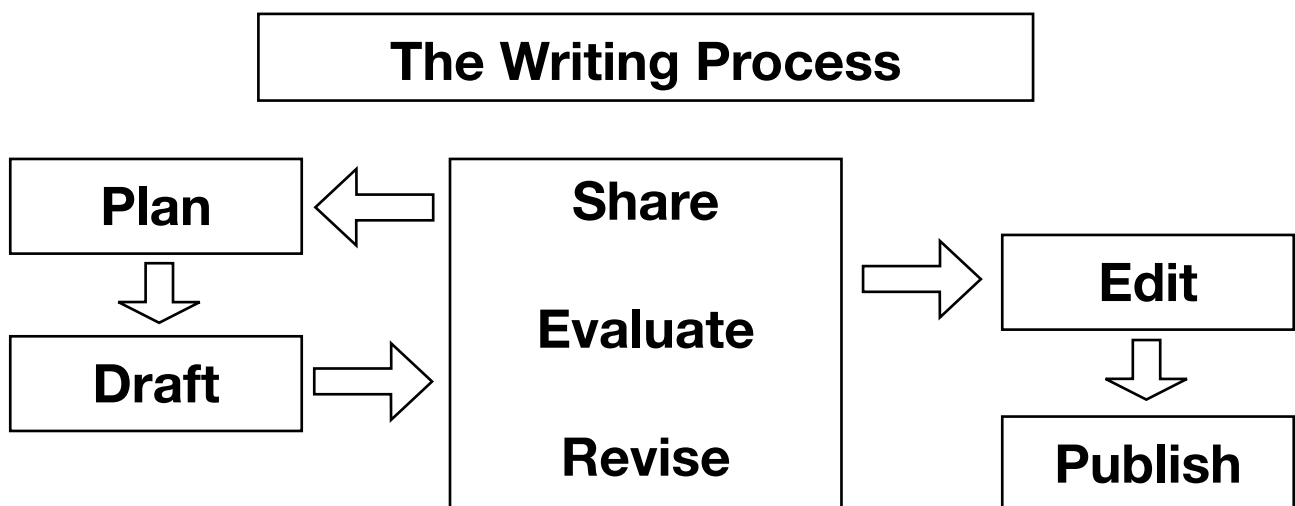 The Writing Process
Plan
Draft
Share
Evaluate
Revise
Edit
Publish